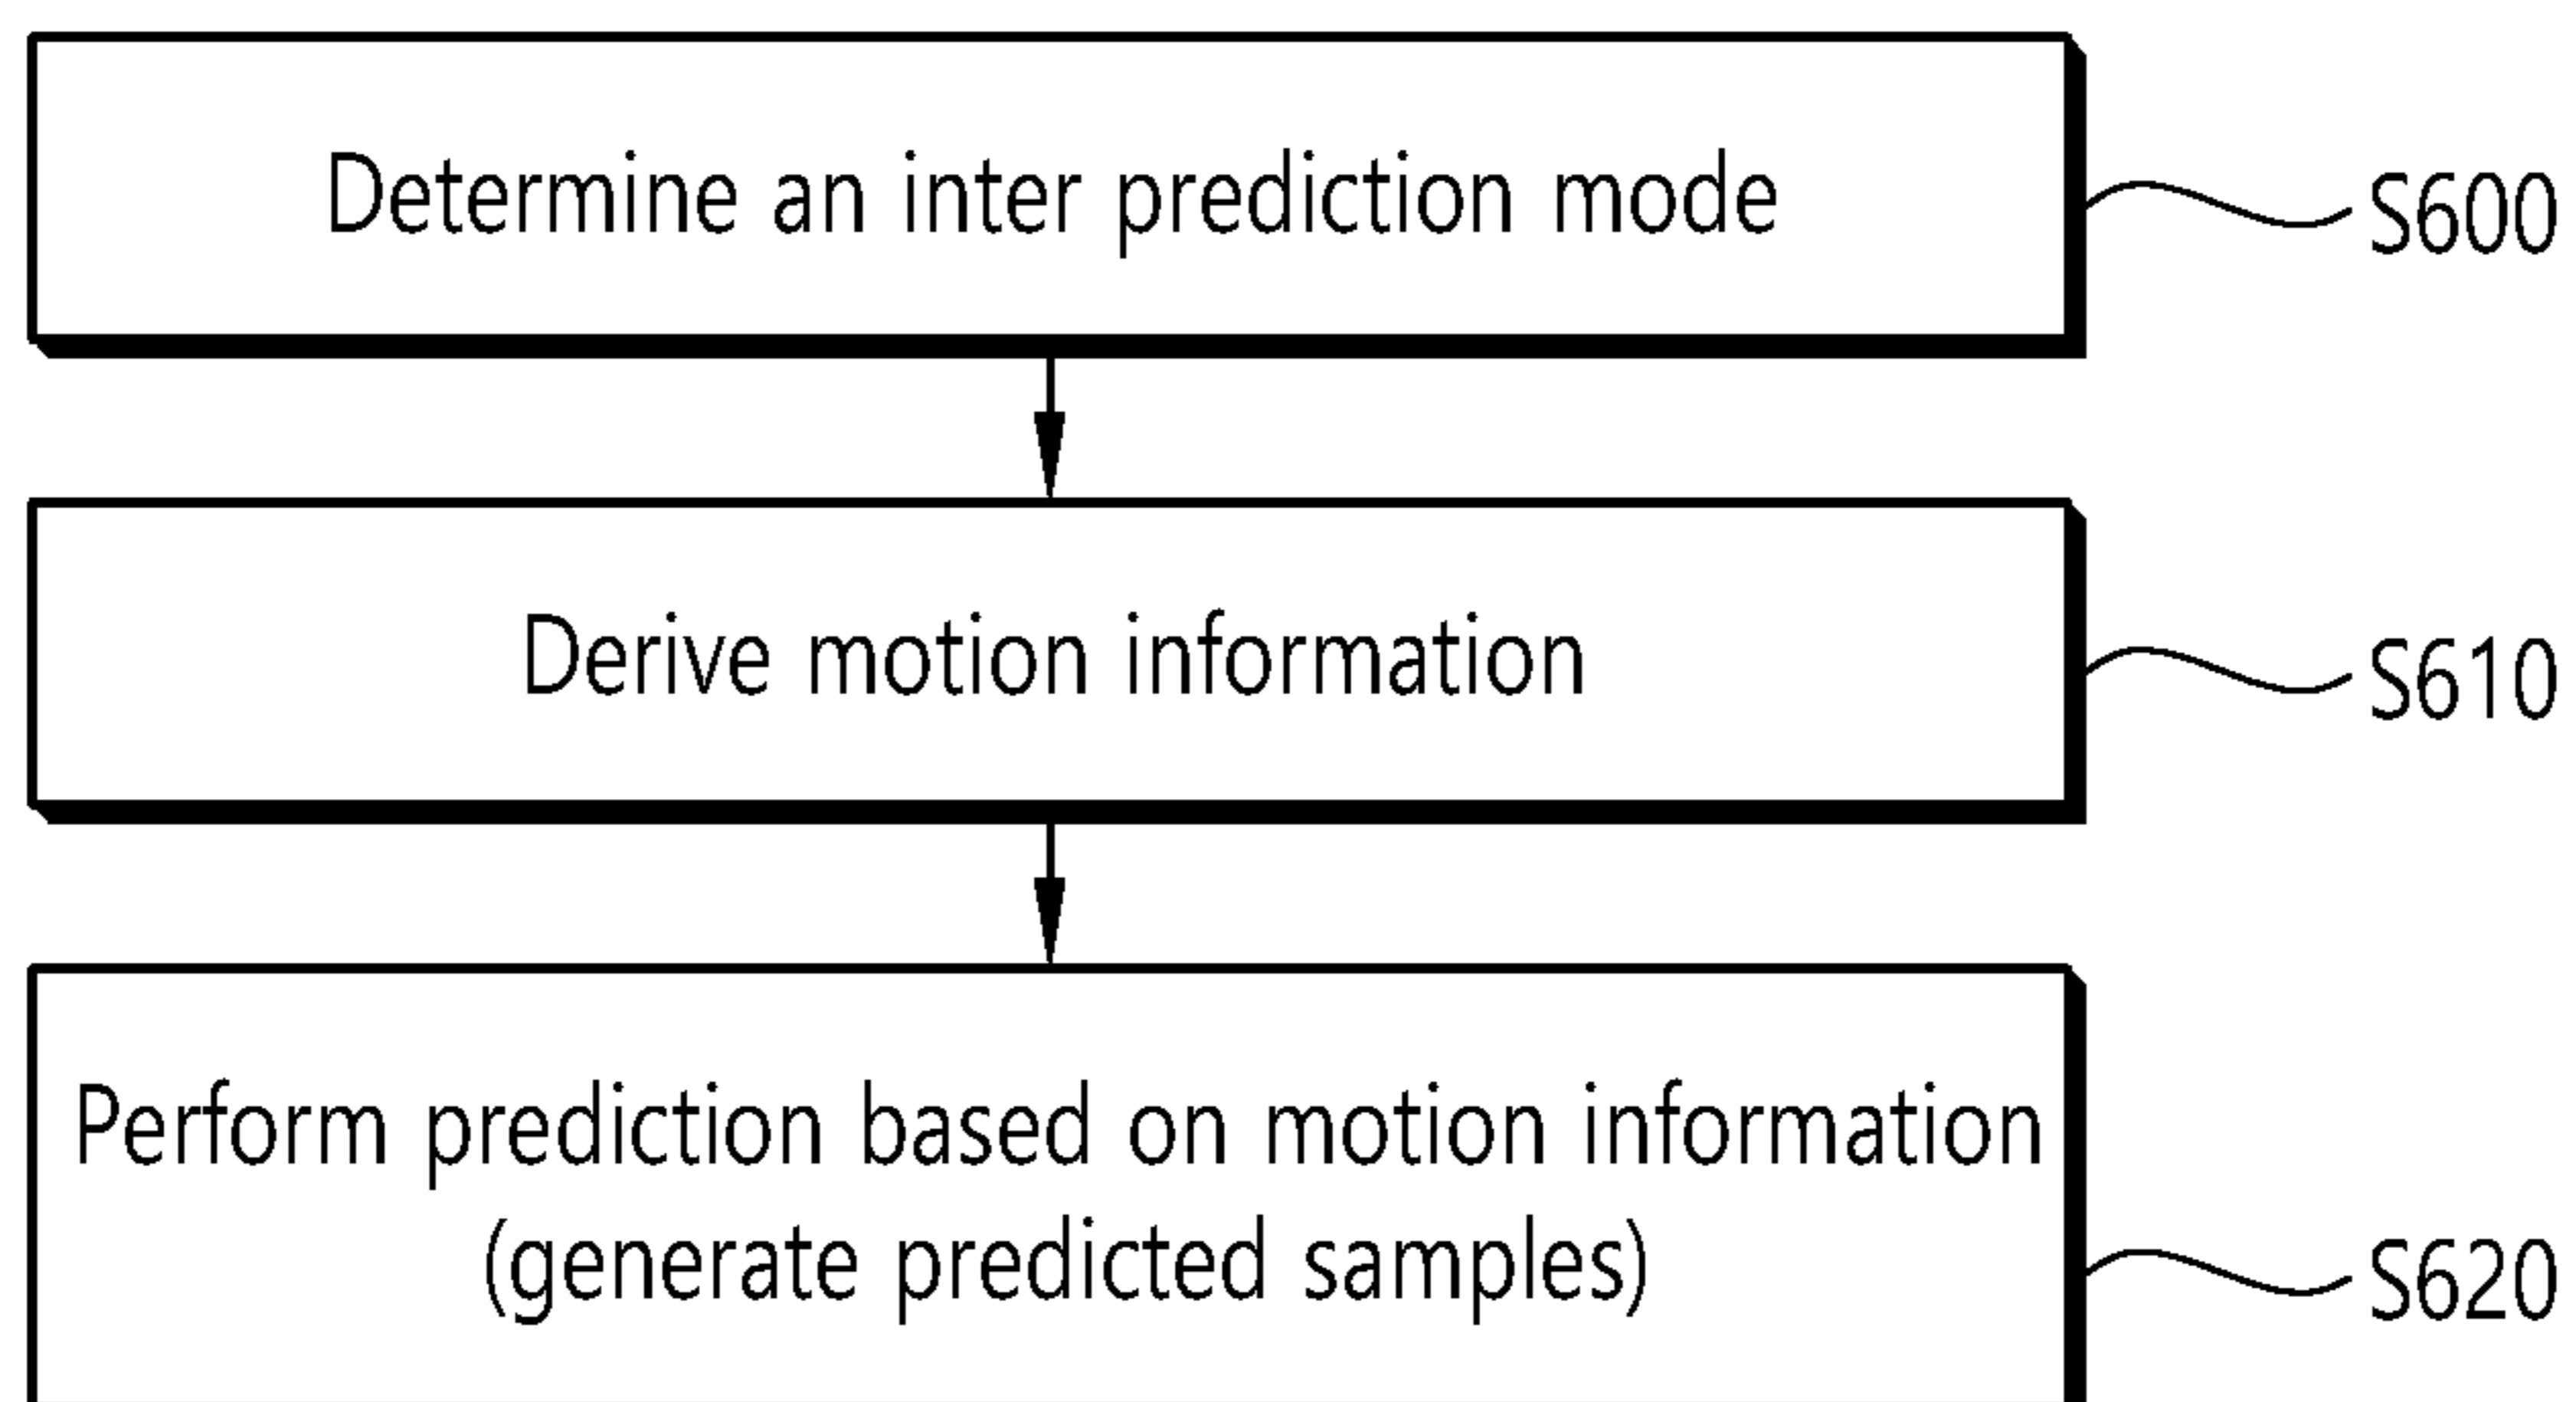 Determine an inter prediction mode
S600
Derive motion information
S610
Perform prediction based on motion information
(generate predicted samples)
S620